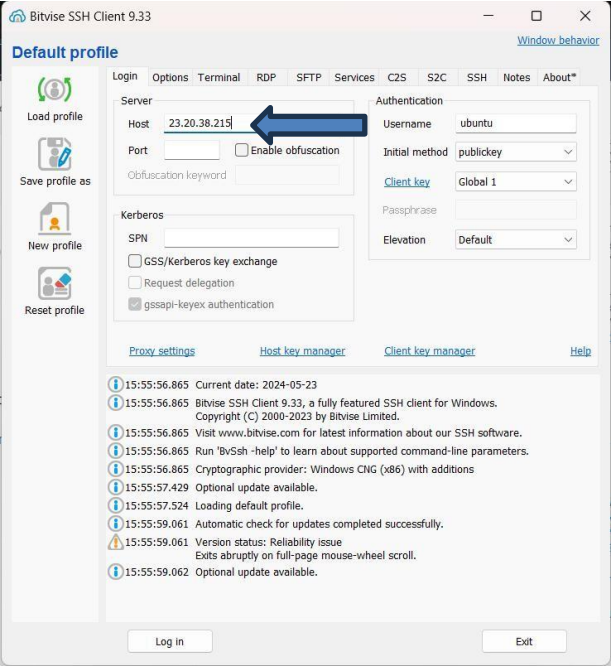 Bitvise SSH Client 9.33
Default profile
Window behavior
Load profile
Save profile as
New profile
Reset profile
Login Options Terminal RDP SFTP Services C2S S2C SSH Notes About*
Server
Host 23.20.38.215
Port Enable obfuscation
Obfuscation keyword
Kerberos
SPN
GSS/Kerberos key exchange
Request delegation
gssapi-keyex authentication
Authentication
Username ubuntu
Initial method publickey
Client key Global 1
Passphrase
Elevation Default
Proxy settings Host key manager Client key manager Help
15:55:56.865 Current date: 2024-05-23
15:55:56.865 Bitvise SSH Client 9.33, a fully featured SSH client for Windows.
Copyright (C) 2000-2023 by Bitvise Limited.
15:55:56.865 Visit www.bitvise.com for latest information about our SSH software.
15:55:56.865 Run 'BvSsh -help' to learn about supported command-line parameters.
15:55:56.865 Cryptographic provider: Windows CNG (x86) with additions
15:55:57.429 Optional update available.
15:55:57.524 Loading default profile.
15:55:59.061 Automatic check for updates completed successfully.
15:55:59.061 Version status: Reliability issue
Exits abruptly on full-page mouse-wheel scroll.
15:55:59.062 Optional update available.
Log in Exit